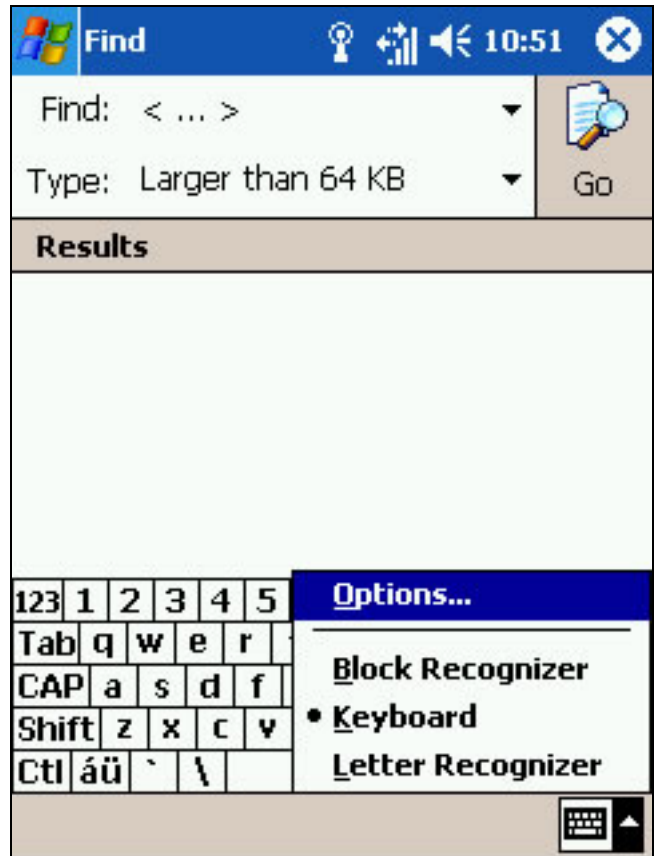 Find 10:51
Find: < ... >
Type: Larger than 64 KB
Go
Results
123 1 2 3 4 5
Tab q w e r
CAP a s d f
Shift z x c v
Ctl áü ` \
Options...
Block Recognizer
• Keyboard
Letter Recognizer